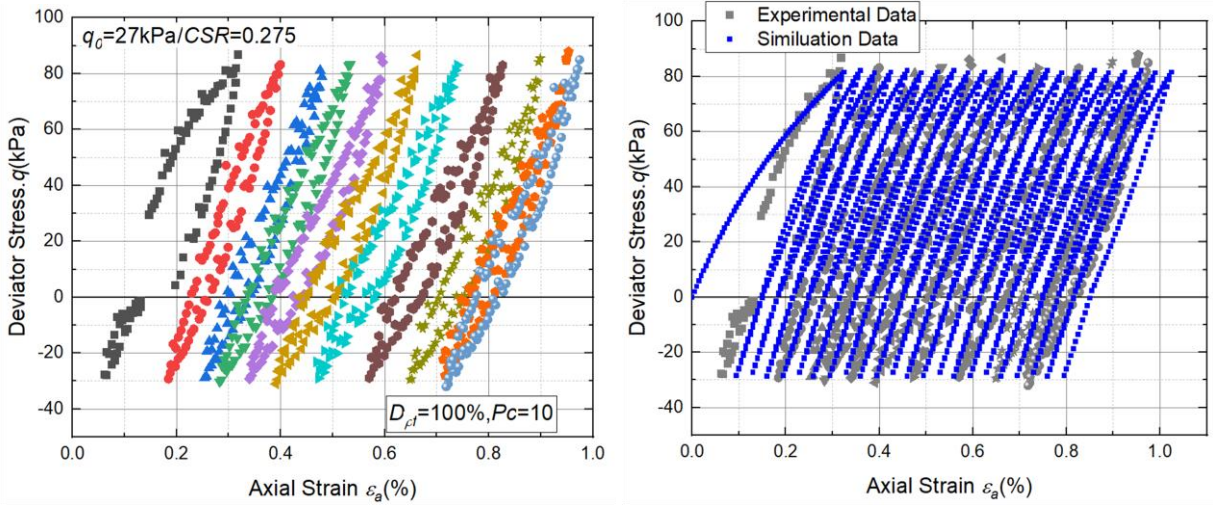 q₀=27kPa/CSR=0.275
100
80
60
40
20
0
-20
-40
Deviator Stress.q(kPa)
D_ρt=100%,Pc=10
0.0 0.2 0.4 0.6 0.8 1.0
Axial Strain εₐ(%)
Experimental Data
Similuation Data
100
80
60
40
20
0
-20
-40
Deviator Stress.q(kPa)
0.0 0.2 0.4 0.6 0.8 1.0
Axial Strain εₐ(%)